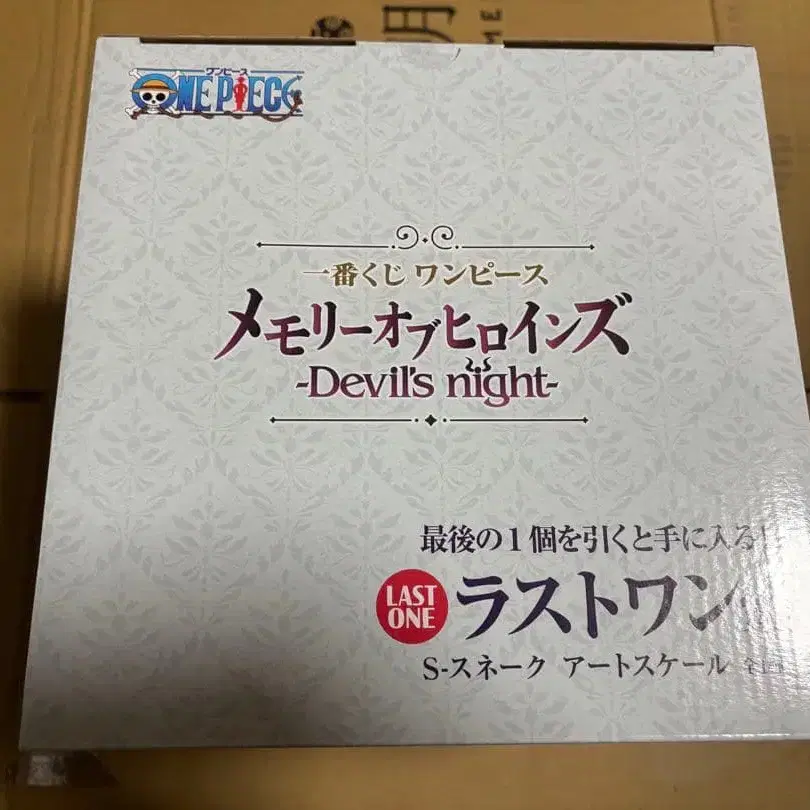 明
ME
ワンピース
ONE PIECE
一番くじ ワンピース
メモリーオブヒロインズ
-Devil's night-
最後の1個を引くと手に入る!
LAST ONE
ラストワン
S-スネーク アートスケール